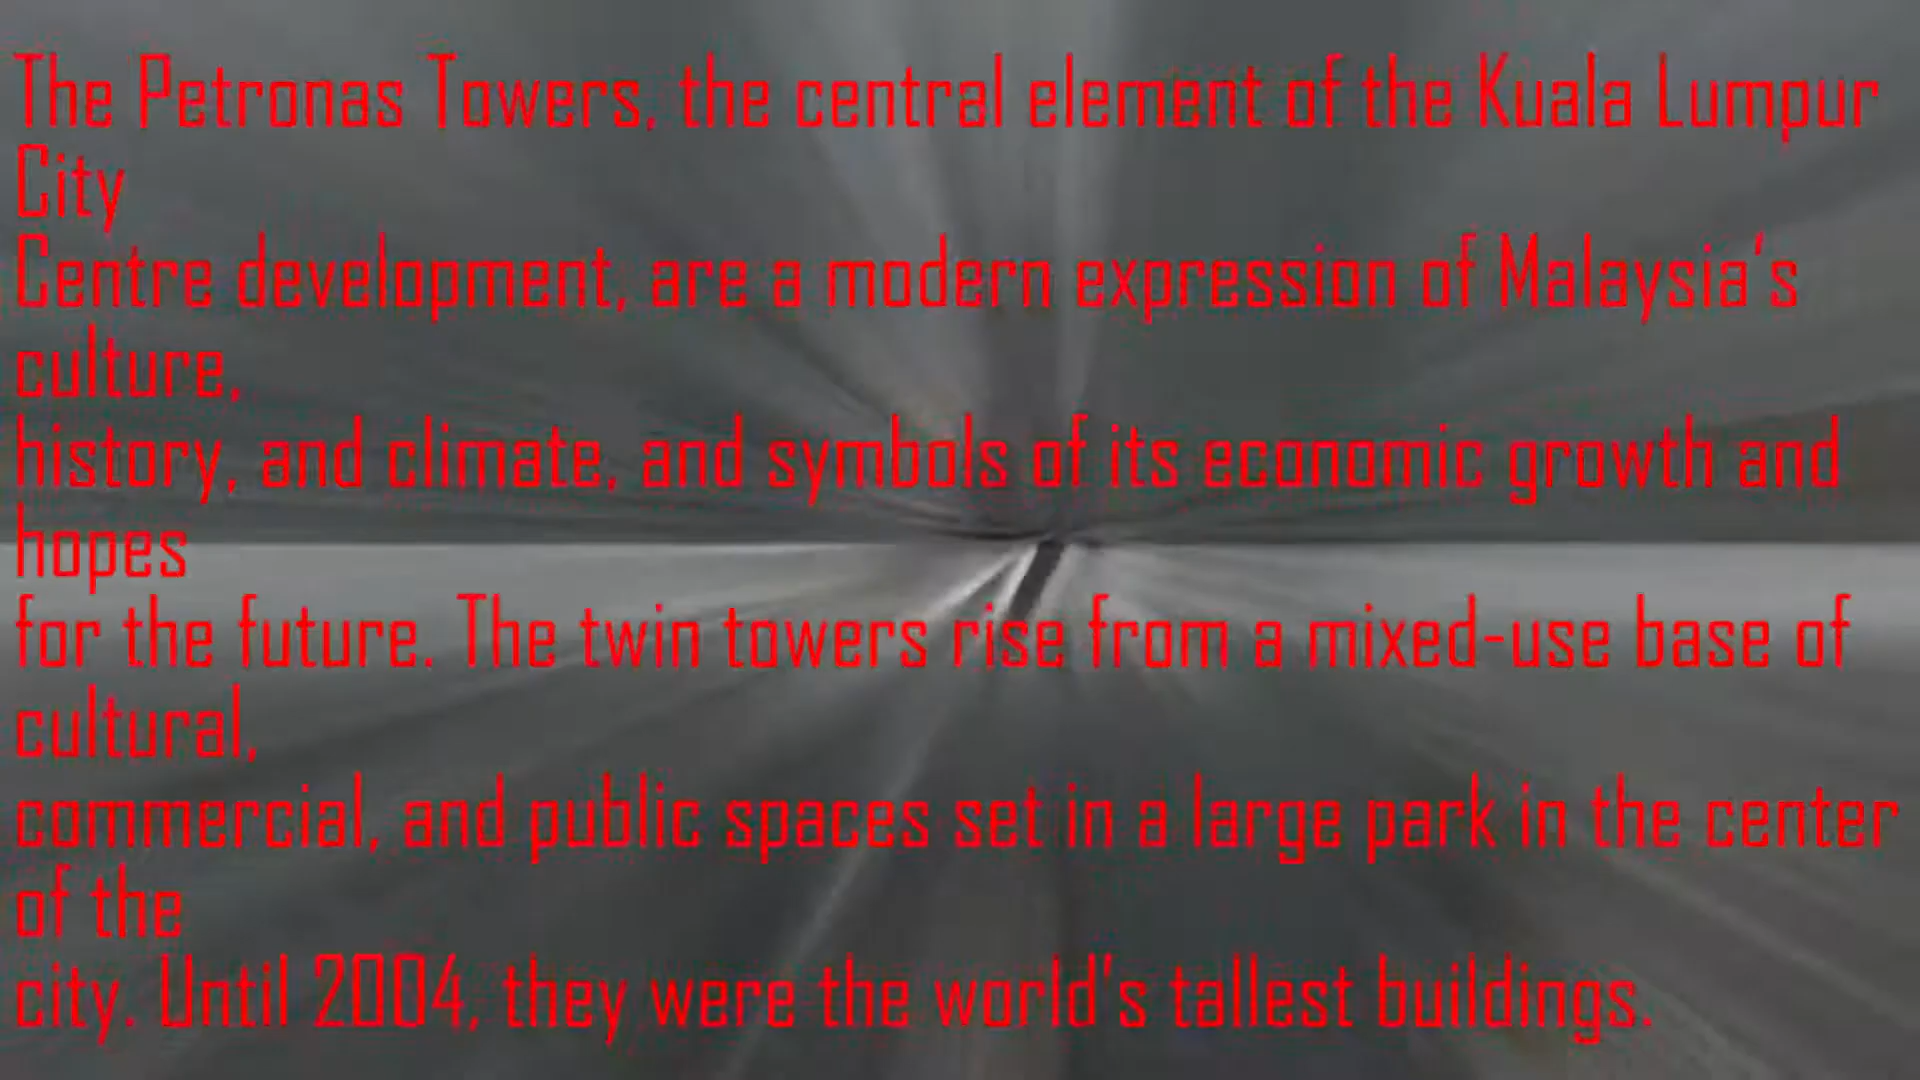 The Petronas Towers, the central element of the Kuala Lumpur
City
Centre development, are a modern expression of Malaysia's
culture,
history, and climate, and symbols of its economic growth and
hopes
for the future. The twin towers rise from a mixed-use base of
cultural,
commercial, and public spaces set in a large park in the center
of the
city. Until 2004, they were the world's tallest buildings.